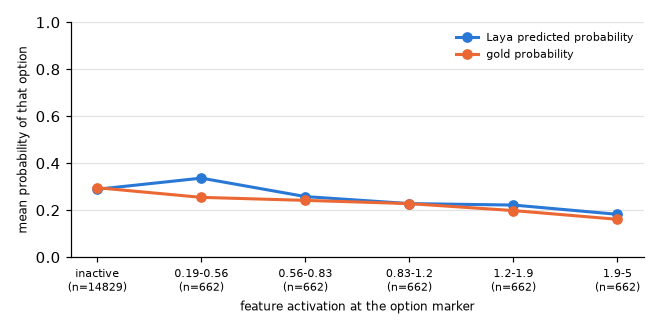 1.0
0.8
0.6
0.4
0.2
0.0
mean probability of that option
Laya predicted probability
gold probability
inactive
(n=14829)
0.19-0.56
(n=662)
0.56-0.83
(n=662)
0.83-1.2
(n=662)
1.2-1.9
(n=662)
1.9-5
(n=662)
feature activation at the option marker